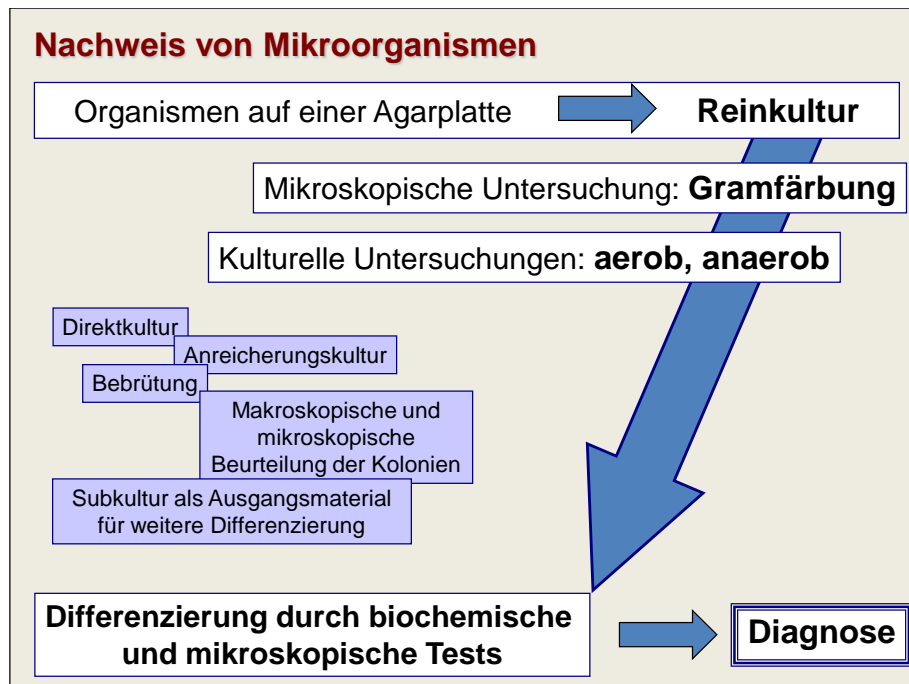 Nachweis von Mikroorganismen
Organismen auf einer Agarplatte
Reinkultur
Mikroskopische Untersuchung: Gramfärbung
Kulturelle Untersuchungen: aerob, anaerob
Direktkultur
Anreicherungskultur
Bebrütung
Makroskopische und
mikroskopische
Beurteilung der Kolonien
Subkultur als Ausgangsmaterial
für weitere Differenzierung
Differenzierung durch biochemische
und mikroskopische Tests
Diagnose